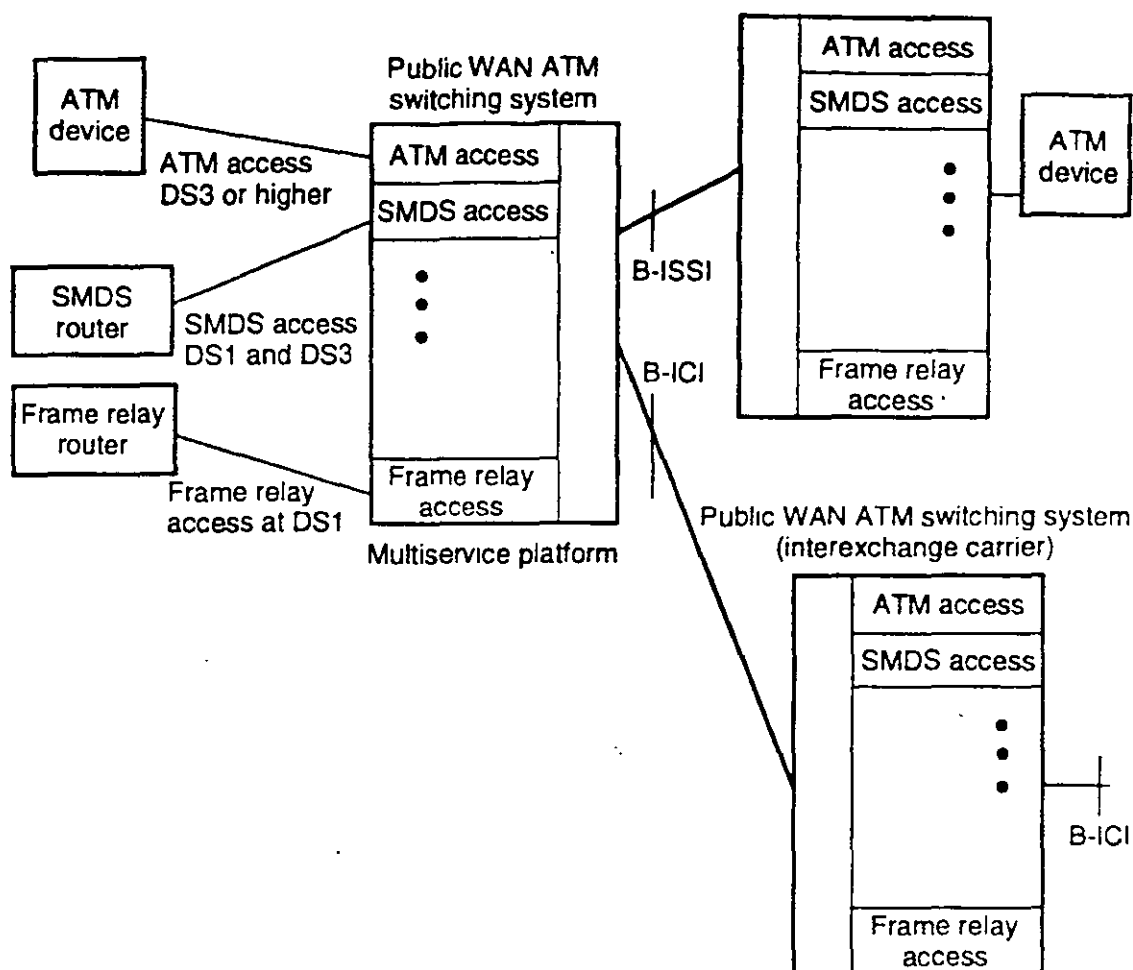 ATM
device
ATM access
DS3 or higher
SMDS
router
SMDS access
DS1 and DS3
Frame relay
router
Frame relay
access at DS1
Public WAN ATM
switching system
ATM access
SMDS access
Frame relay
access
Multiservice platform
B-ISSI
B-ICI
ATM access
SMDS access
Frame relay
access
ATM
device
Public WAN ATM switching system
(interexchange carrier)
ATM access
SMDS access
Frame relay
access
B-ICI